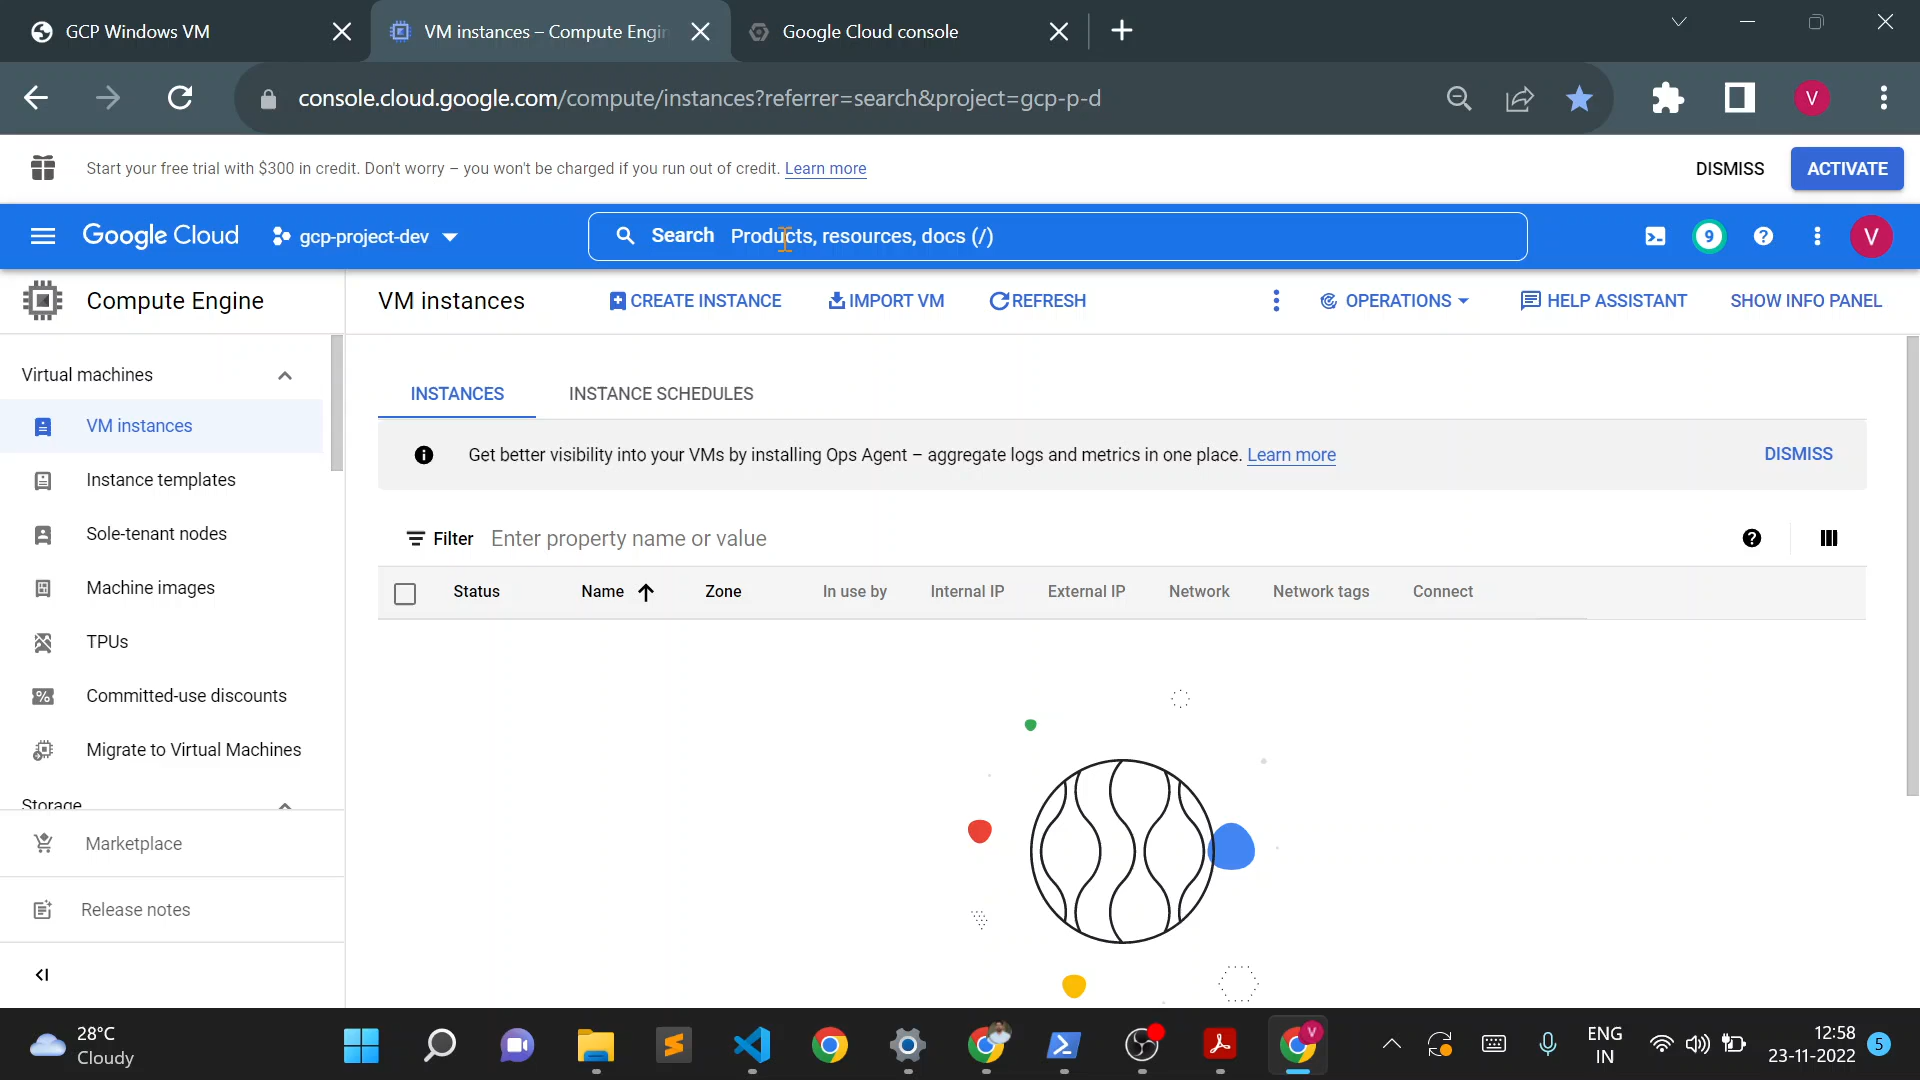 GCP Windows VM
VM instances – Compute Engin
Google Cloud console
console.cloud.google.com/compute/instances?referrer=search&project=gcp-p-d
V
Start your free trial with $300 in credit. Don't worry – you won't be charged if you run out of credit. Learn more
DISMISS
ACTIVATE
Google Cloud
gcp-project-dev
Search Products, resources, docs (/)
9
V
Compute Engine
VM instances
CREATE INSTANCE
IMPORT VM
REFRESH
OPERATIONS
HELP ASSISTANT
SHOW INFO PANEL
Virtual machines
VM instances
Instance templates
Sole-tenant nodes
Machine images
TPUs
Committed-use discounts
Migrate to Virtual Machines
Storage
Marketplace
Release notes
INSTANCES
INSTANCE SCHEDULES
Get better visibility into your VMs by installing Ops Agent – aggregate logs and metrics in one place. Learn more
DISMISS
Filter Enter property name or value
Status
Name
Zone
In use by
Internal IP
External IP
Network
Network tags
Connect
28°C
Cloudy
V
ENG
IN
12:58
23-11-2022
5